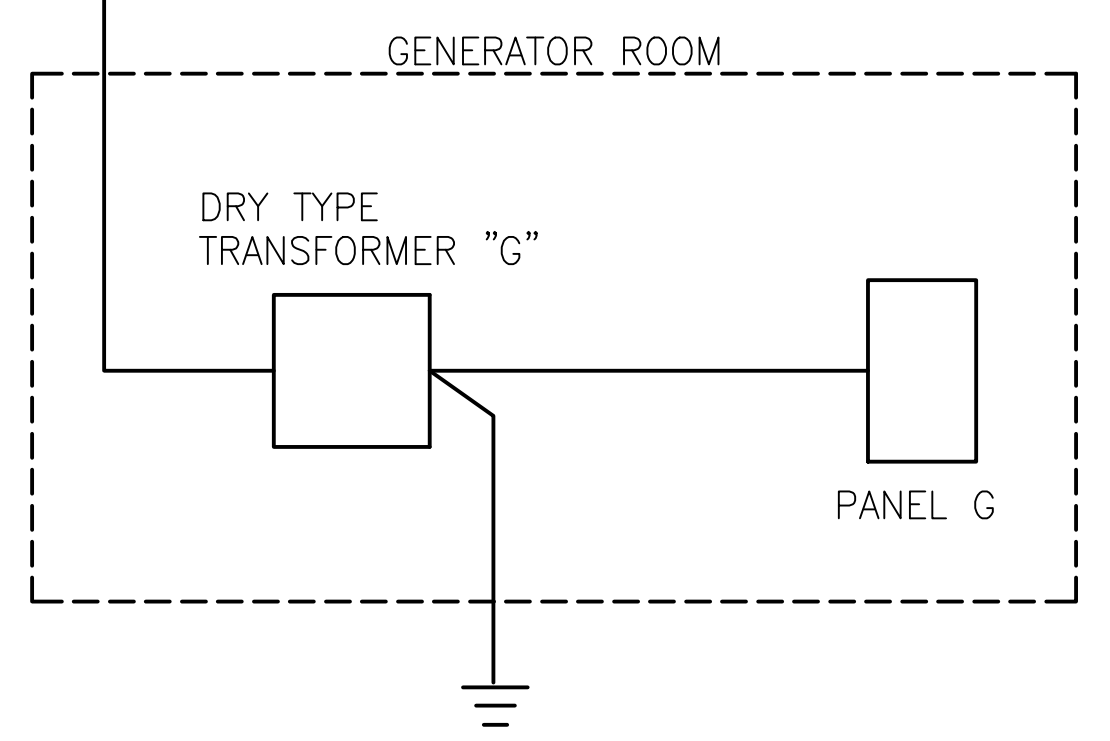 GENERATOR ROOM
DRY TYPE
TRANSFORMER "G"
PANEL G